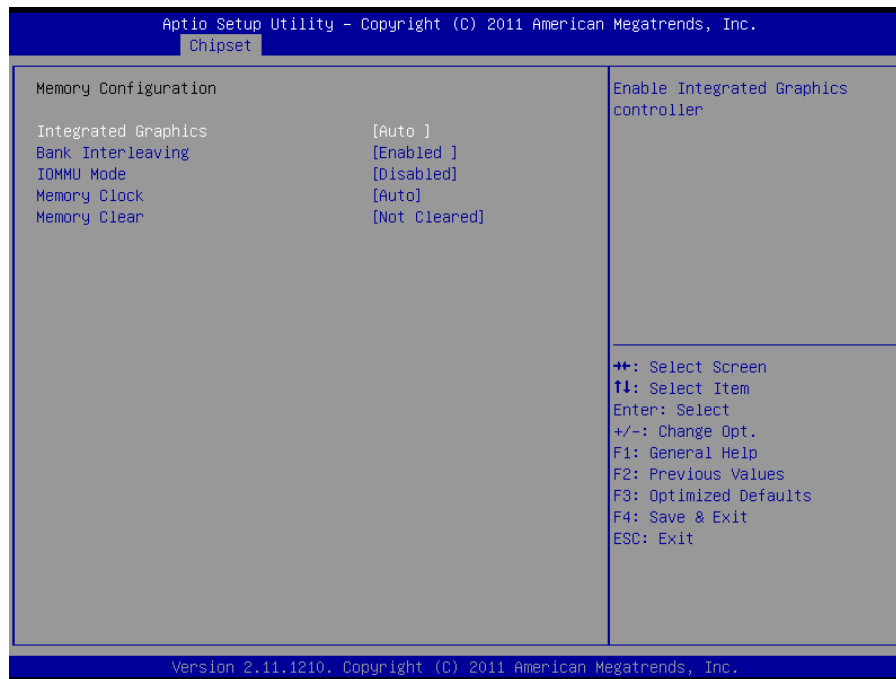 Aptio Setup Utility – Copyright (C) 2011 American Megatrends, Inc.
Chipset
Memory Configuration
Integrated Graphics [Auto ]
Bank Interleaving [Enabled ]
IOMMU Mode [Disabled]
Memory Clock [Auto]
Memory Clear [Not Cleared]
Enable Integrated Graphics
controller
→←: Select Screen
↑↓: Select Item
Enter: Select
+/-: Change Opt.
F1: General Help
F2: Previous Values
F3: Optimized Defaults
F4: Save & Exit
ESC: Exit
Version 2.11.1210. Copyright (C) 2011 American Megatrends, Inc.